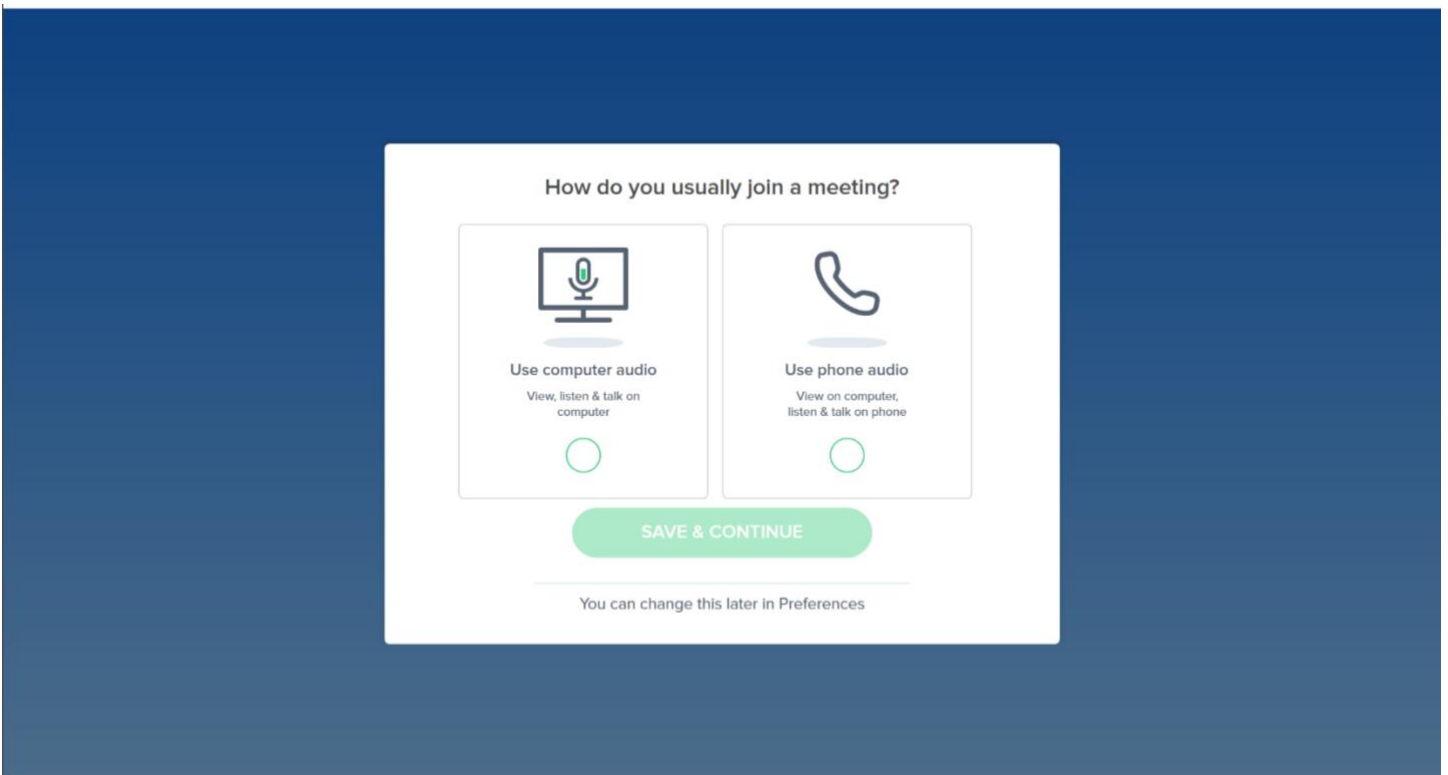 How do you usually join a meeting?
Use computer audio
View, listen & talk on
computer
Use phone audio
View on computer,
listen & talk on phone
SAVE & CONTINUE
You can change this later in Preferences